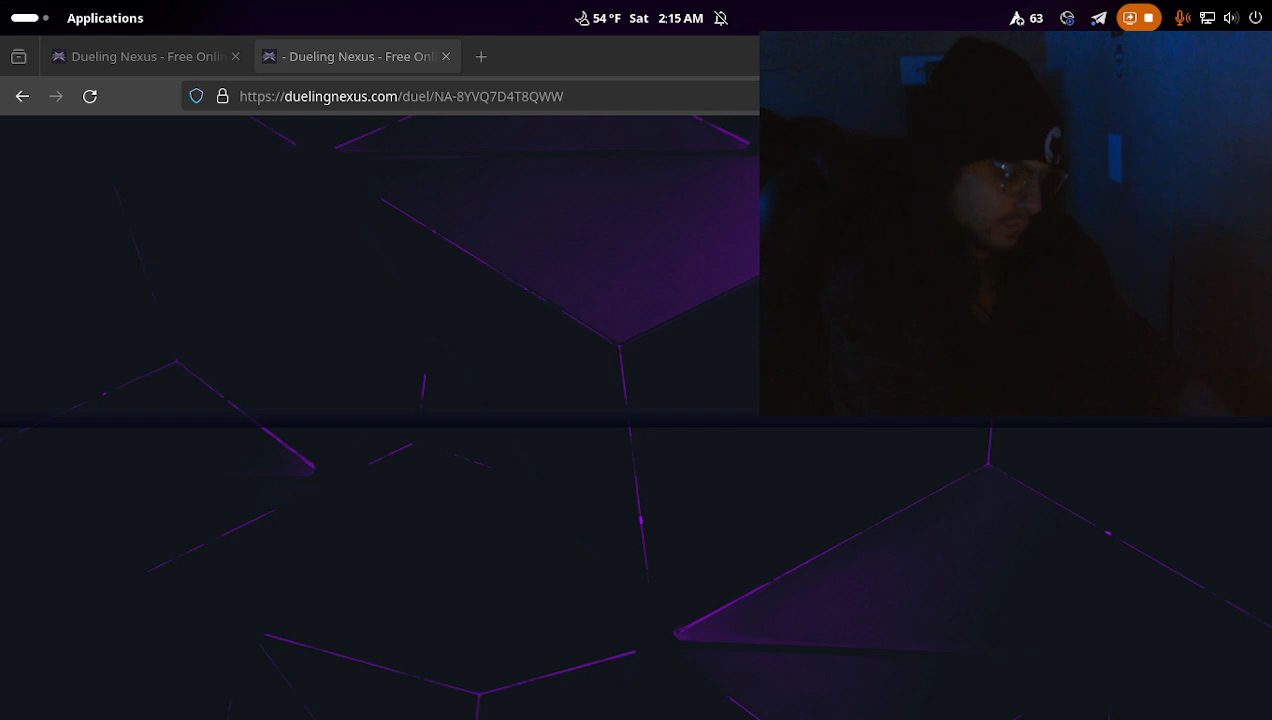 Applications
54 °F Sat 2:15 AM
63
Dueling Nexus - Free Onlin
- Dueling Nexus - Free Onl
https://duelingnexus.com/duel/NA-8YVQ7D4T8QWW